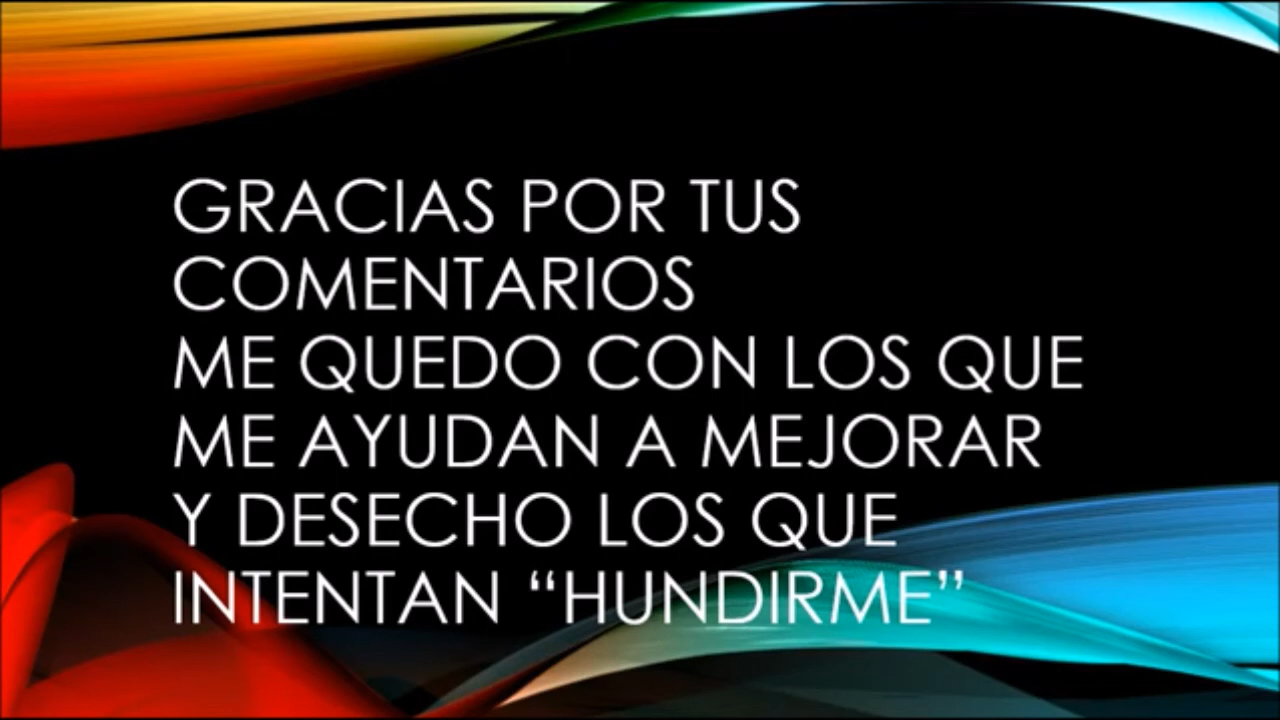 GRACIAS POR TUS
COMENTARIOS
ME QUEDO CON LOS QUE
ME AYUDAN A MEJORAR
Y DESECHO LOS QUE
INTENTAN “HUNDIRME”